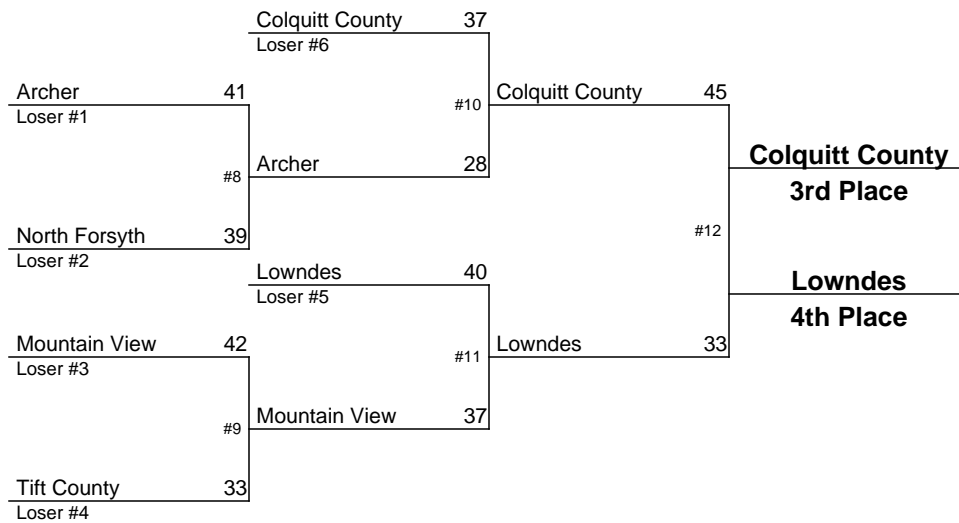 Colquitt County 37
Loser #6
Archer 41
Loser #1
#10
Colquitt County 45
#8
Archer 28
Colquitt County
3rd Place
North Forsyth 39
Loser #2
#12
Lowndes 40
Loser #5
Lowndes
4th Place
Mountain View 42
Loser #3
#11
Lowndes 33
#9
Mountain View 37
Tift County 33
Loser #4